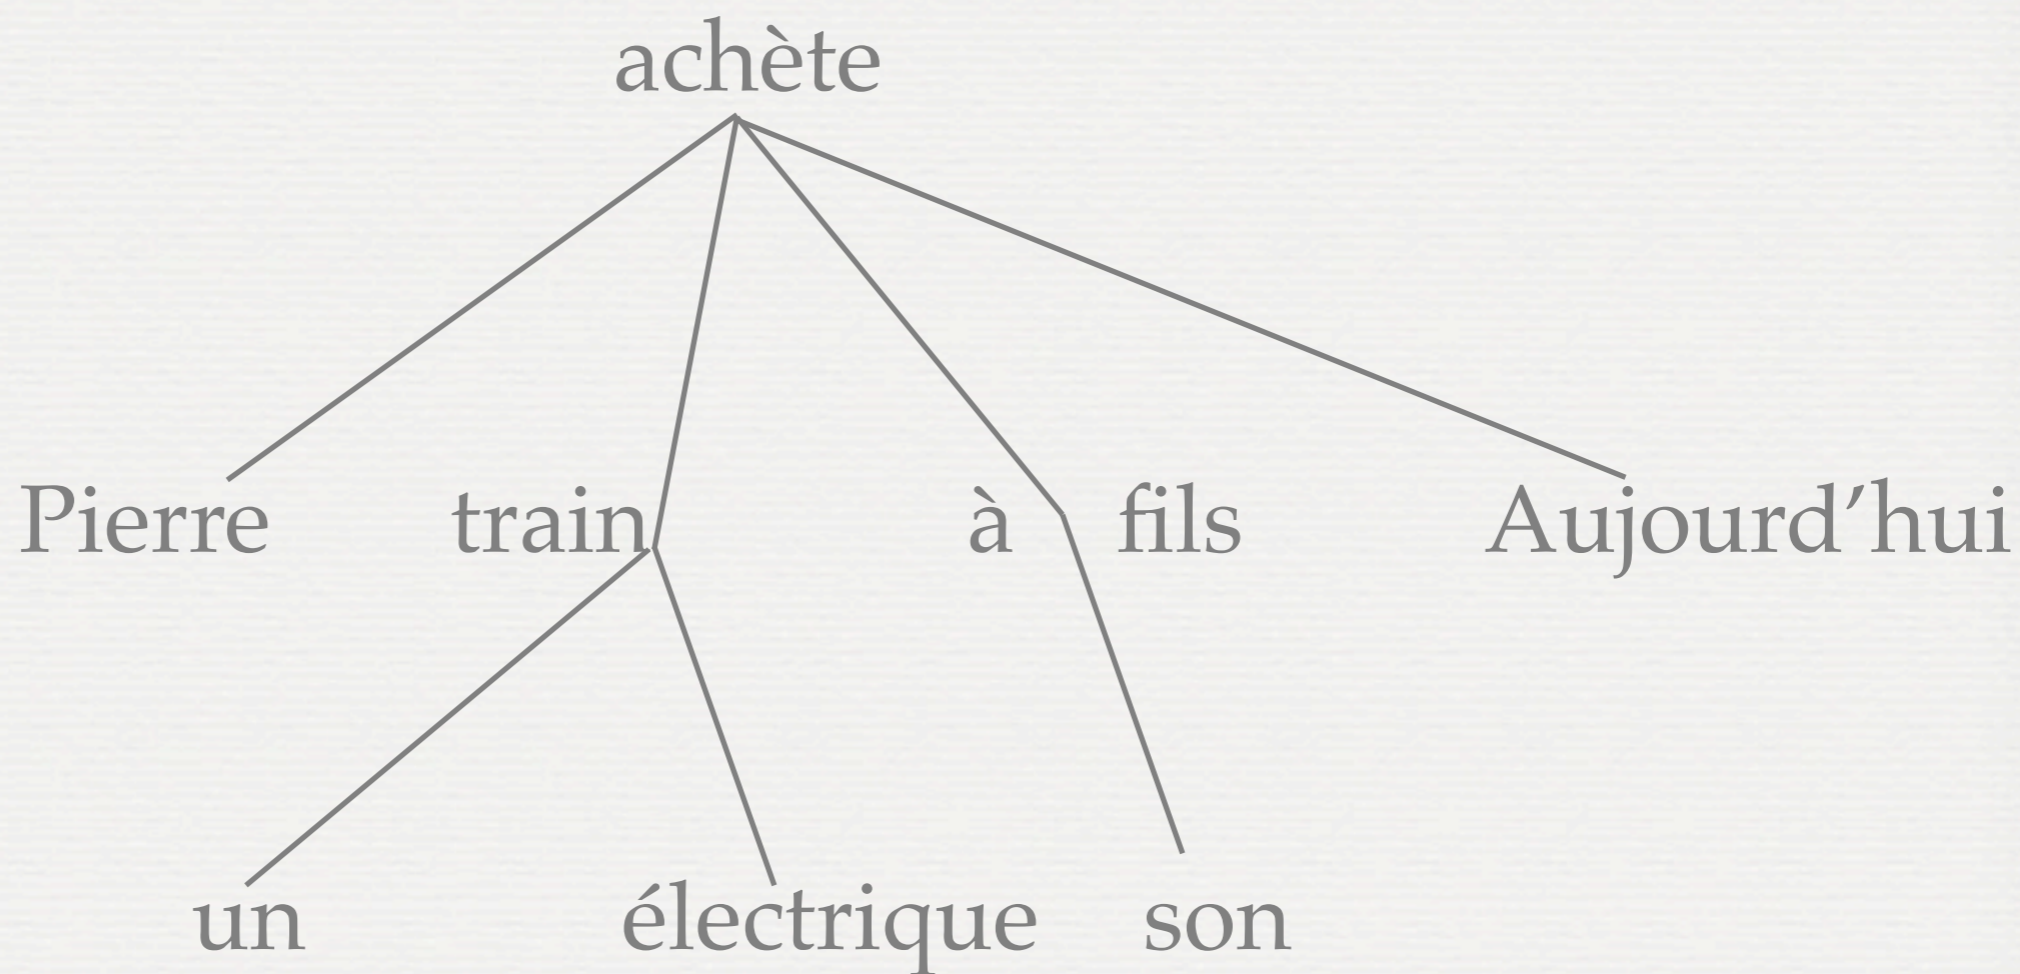 achète
Pierre train à fils Aujourd’hui
un électrique son